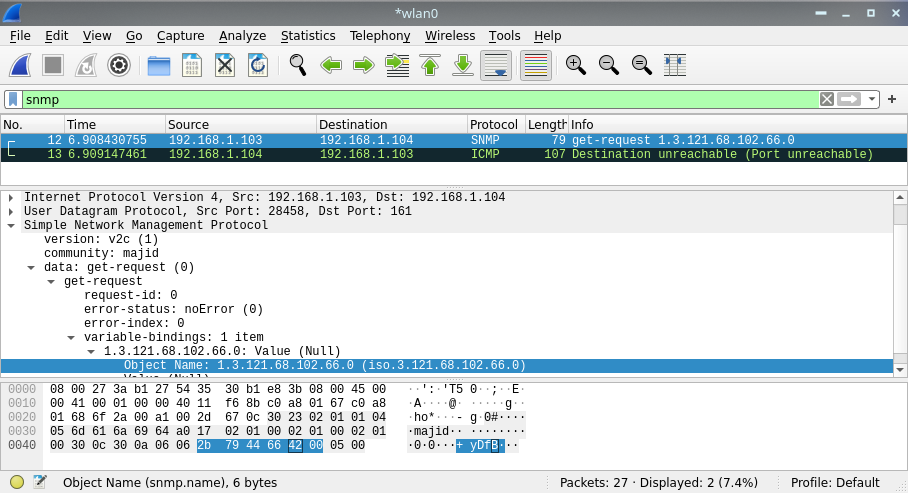 *wlan0
File Edit View Go Capture Analyze Statistics Telephony Wireless Tools Help
snmp
No. Time Source Destination Protocol Length Info
12 6.908430755 192.168.1.103 192.168.1.104 SNMP 79 get-request 1.3.121.68.102.66.0
13 6.909147461 192.168.1.104 192.168.1.103 ICMP 107 Destination unreachable (Port unreachable)
Internet Protocol Version 4, Src: 192.168.1.103, Dst: 192.168.1.104
User Datagram Protocol, Src Port: 28458, Dst Port: 161
Simple Network Management Protocol
version: v2c (1)
community: majid
data: get-request (0)
get-request
request-id: 0
error-status: noError (0)
error-index: 0
variable-bindings: 1 item
1.3.121.68.102.66.0: Value (Null)
Object Name: 1.3.121.68.102.66.0 (iso.3.121.68.102.66.0)
Value (Null)
0000 08 00 27 3a b1 27 54 35 30 b1 e8 3b 08 00 45 00 ··':·'T5 0··;··E·
0010 00 41 00 01 00 00 40 11 f6 8b c0 a8 01 67 c0 a8 ·A····@· ·····g··
0020 01 68 6f 2a 00 a1 00 2d 67 0c 30 23 02 01 01 04 ·ho*···- g·0#····
0030 05 6d 61 6a 69 64 a0 17 02 01 00 02 01 00 02 01 ·majid·· ········
0040 00 30 0c 30 0a 06 06 2b 79 44 66 42 00 05 00 ·0·0···+ yDfB···
Object Name (snmp.name), 6 bytes Packets: 27 · Displayed: 2 (7.4%) Profile: Default